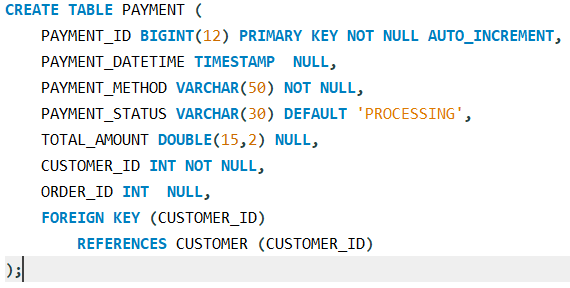 CREATE TABLE PAYMENT (
PAYMENT_ID BIGINT(12) PRIMARY KEY NOT NULL AUTO_INCREMENT,
PAYMENT_DATETIME TIMESTAMP  NULL,
PAYMENT_METHOD VARCHAR(50) NOT NULL,
PAYMENT_STATUS VARCHAR(30) DEFAULT 'PROCESSING',
TOTAL_AMOUNT DOUBLE(15,2) NULL,
CUSTOMER_ID INT NOT NULL,
ORDER_ID INT  NULL,
FOREIGN KEY (CUSTOMER_ID)
REFERENCES CUSTOMER (CUSTOMER_ID)
);